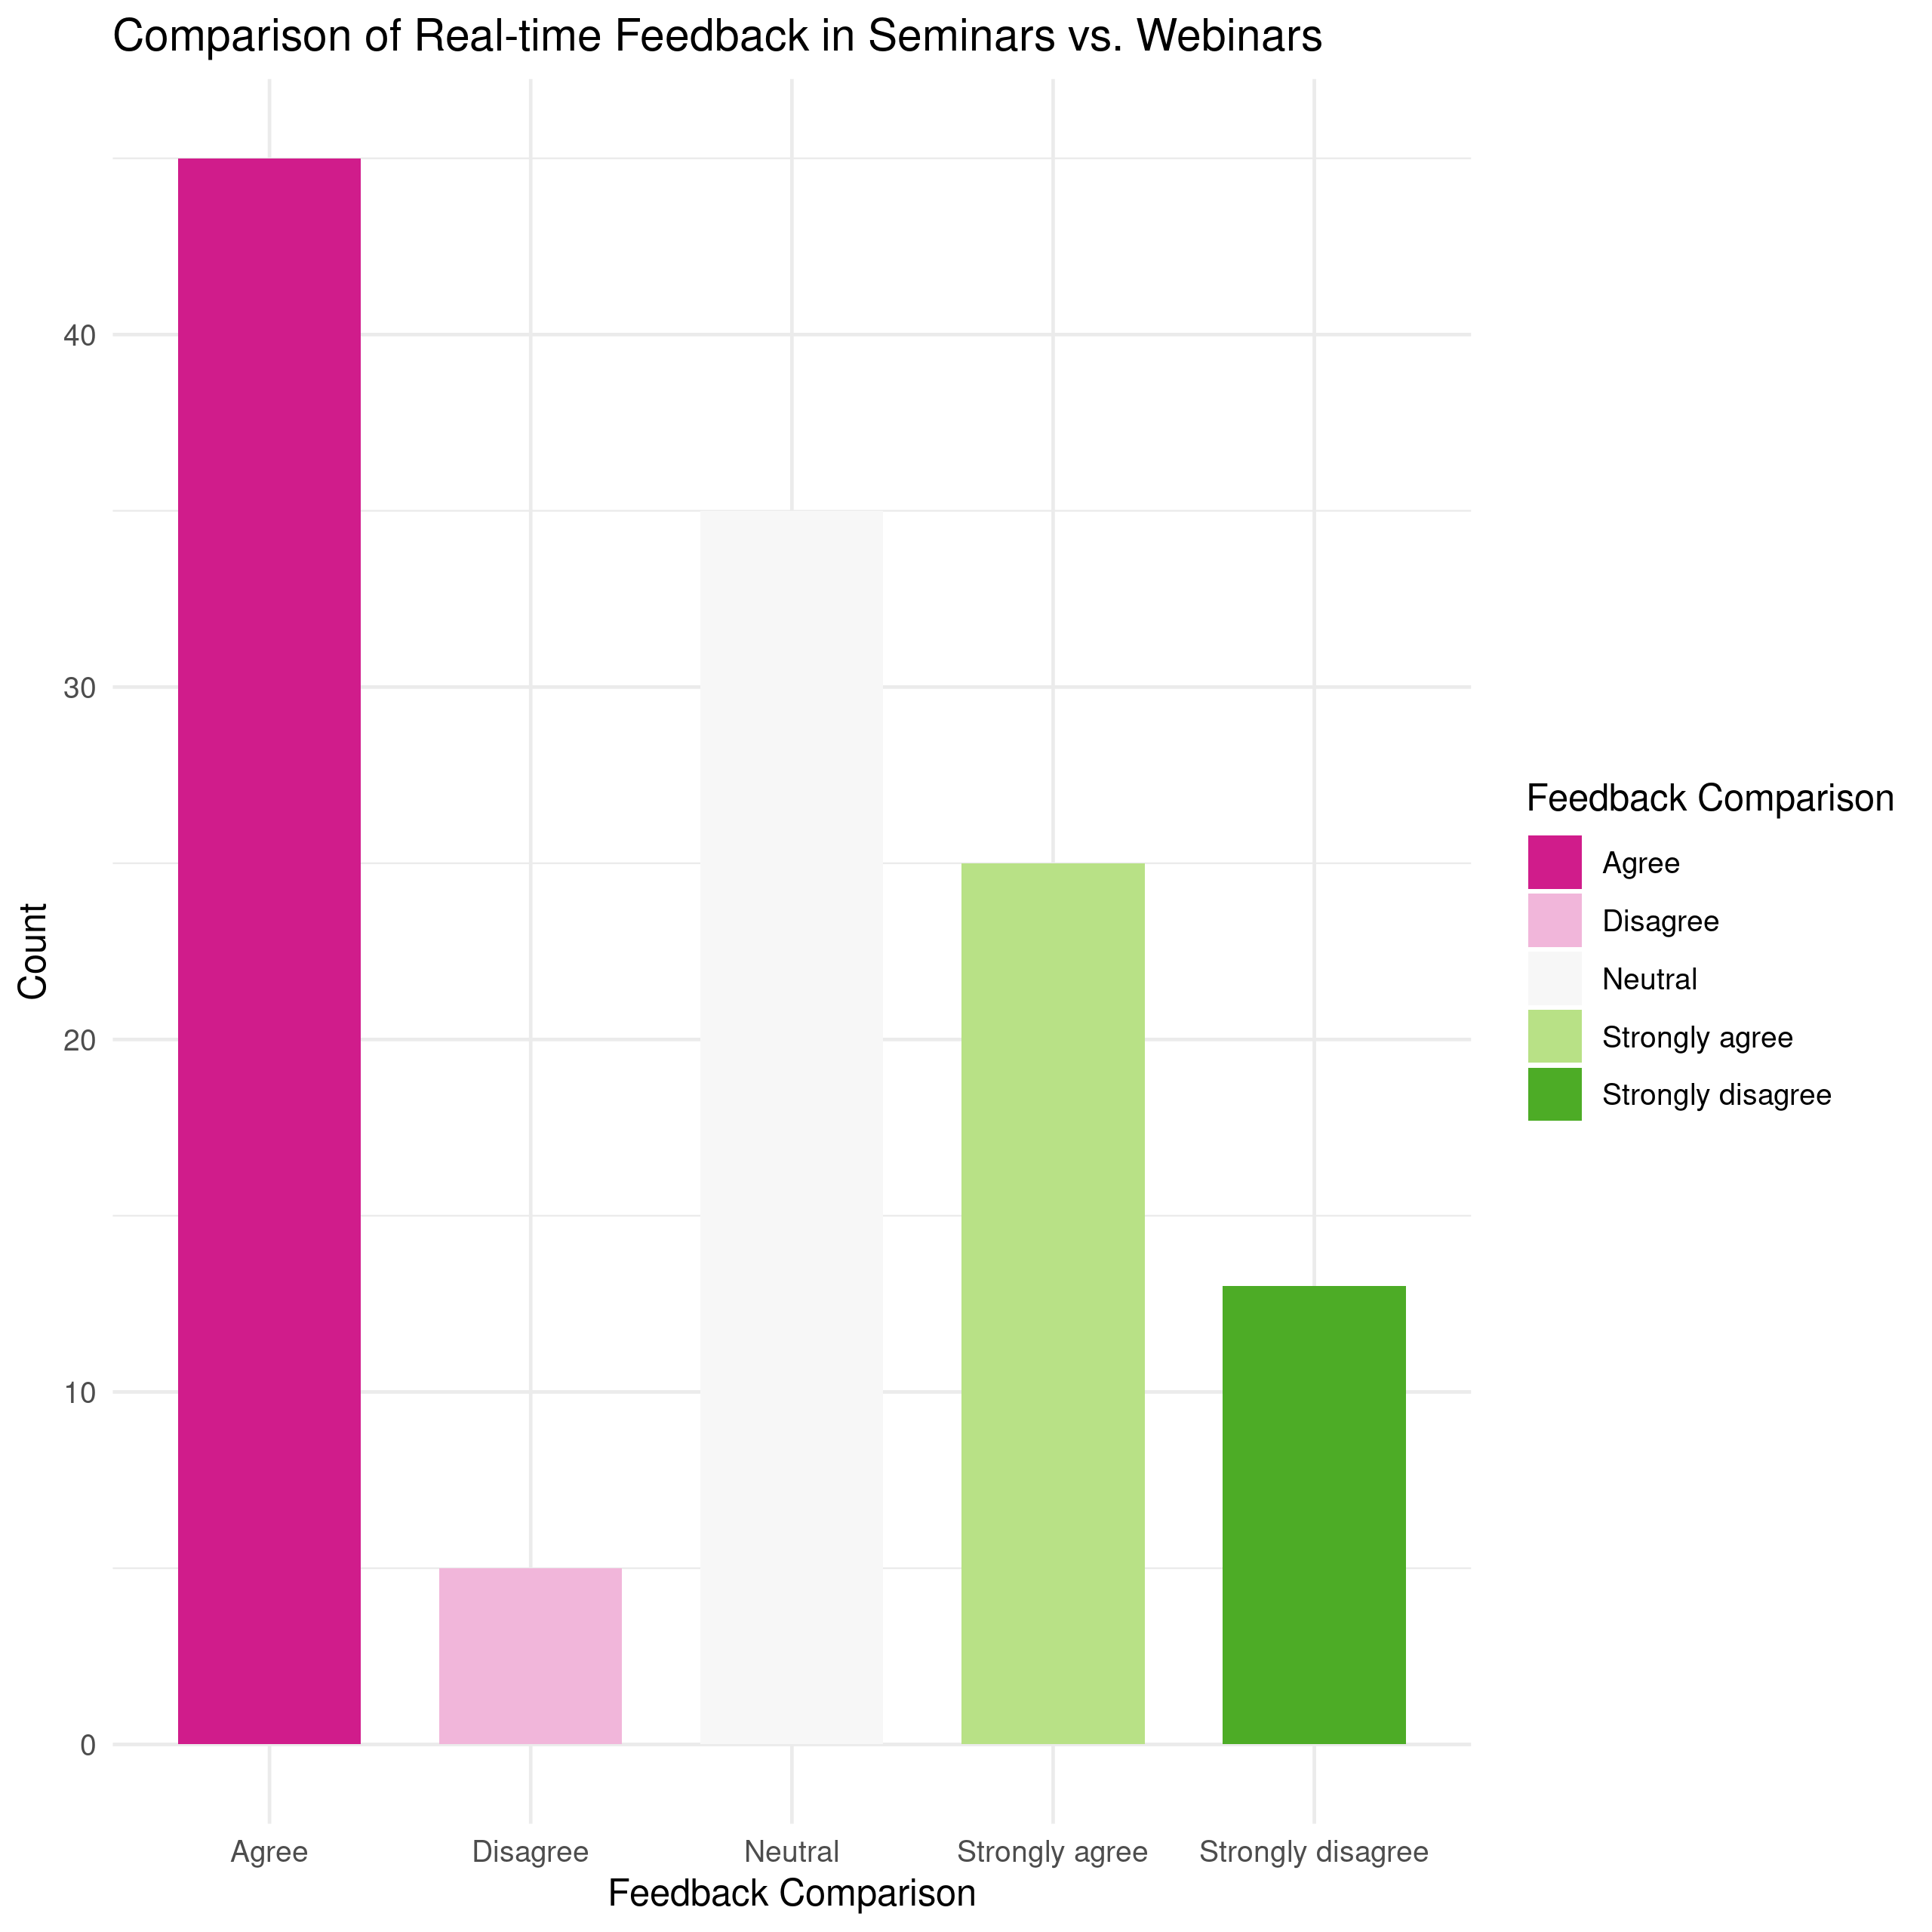 Comparison of Real-time Feedback in Seminars vs. Webinars
40
30
20
10
0
Count
Agree
Disagree
Neutral
Strongly agree
Strongly disagree
Feedback Comparison
Feedback Comparison
Agree
Disagree
Neutral
Strongly agree
Strongly disagree